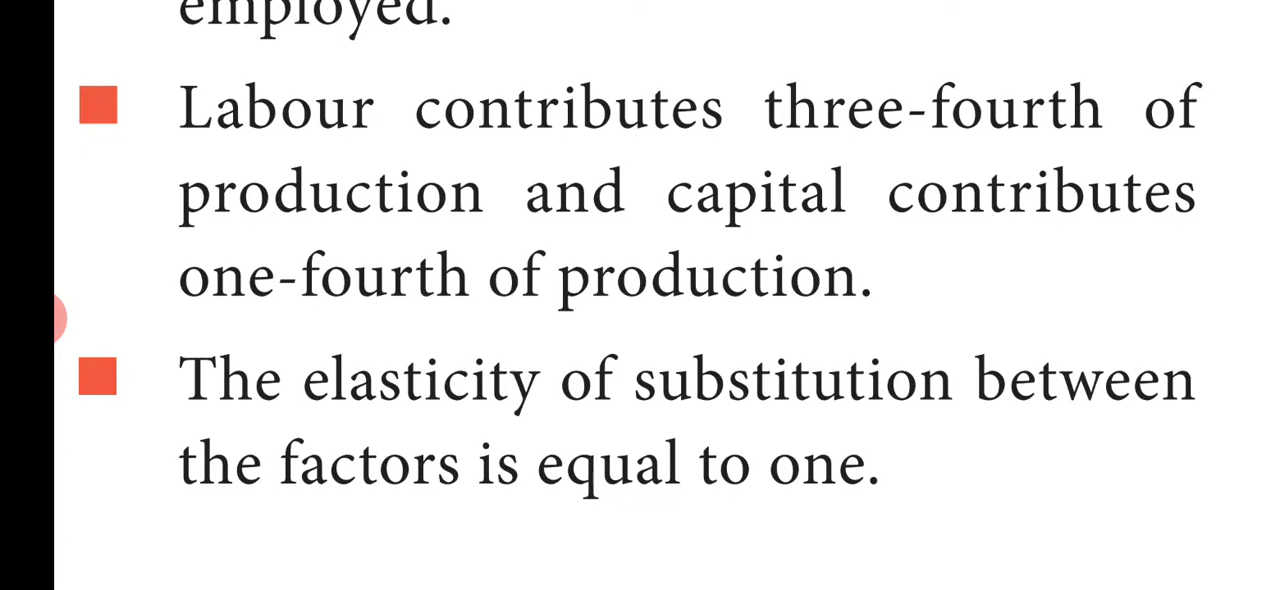 employed.
Labour contributes three-fourth of
production and capital contributes
one-fourth of production.
The elasticity of substitution between
the factors is equal to one.